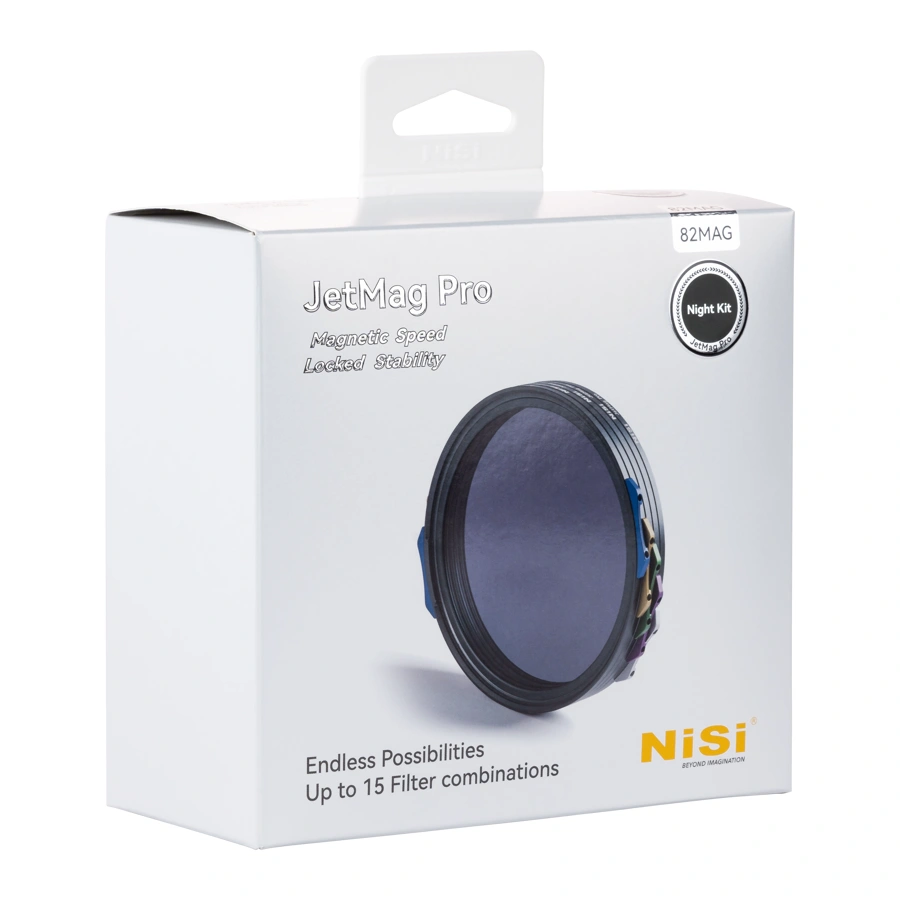 NiSi
82MAG
82MAG
Night Kit
JetMag Pro
JetMag Pro
Magnetic Speed
Locked Stability
Endless Possibilities
Up to 15 Filter combinations
NiSi®
BEYOND IMAGINATION